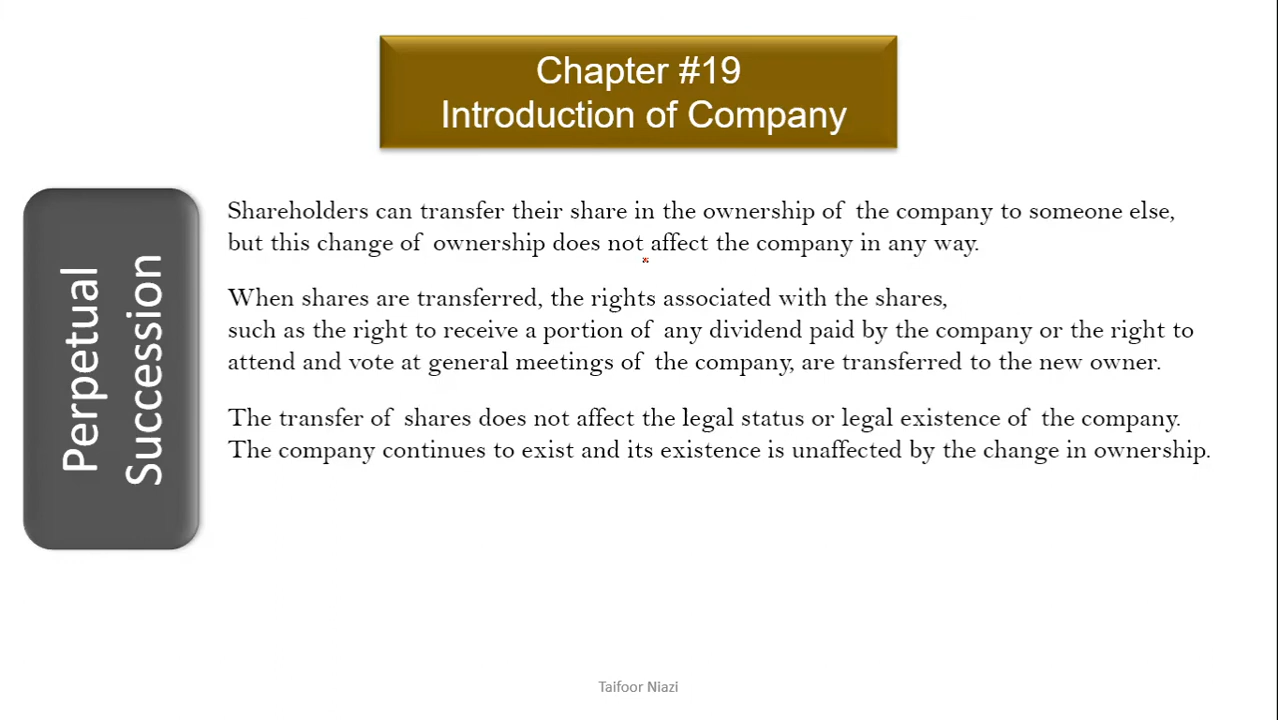 Chapter #19
Introduction of Company
Perpetual
Succession
Shareholders can transfer their share in the ownership of the company to someone else,
but this change of ownership does not affect the company in any way.
When shares are transferred, the rights associated with the shares,
such as the right to receive a portion of any dividend paid by the company or the right to
attend and vote at general meetings of the company, are transferred to the new owner.
The transfer of shares does not affect the legal status or legal existence of the company.
The company continues to exist and its existence is unaffected by the change in ownership.
Taifoor Niazi